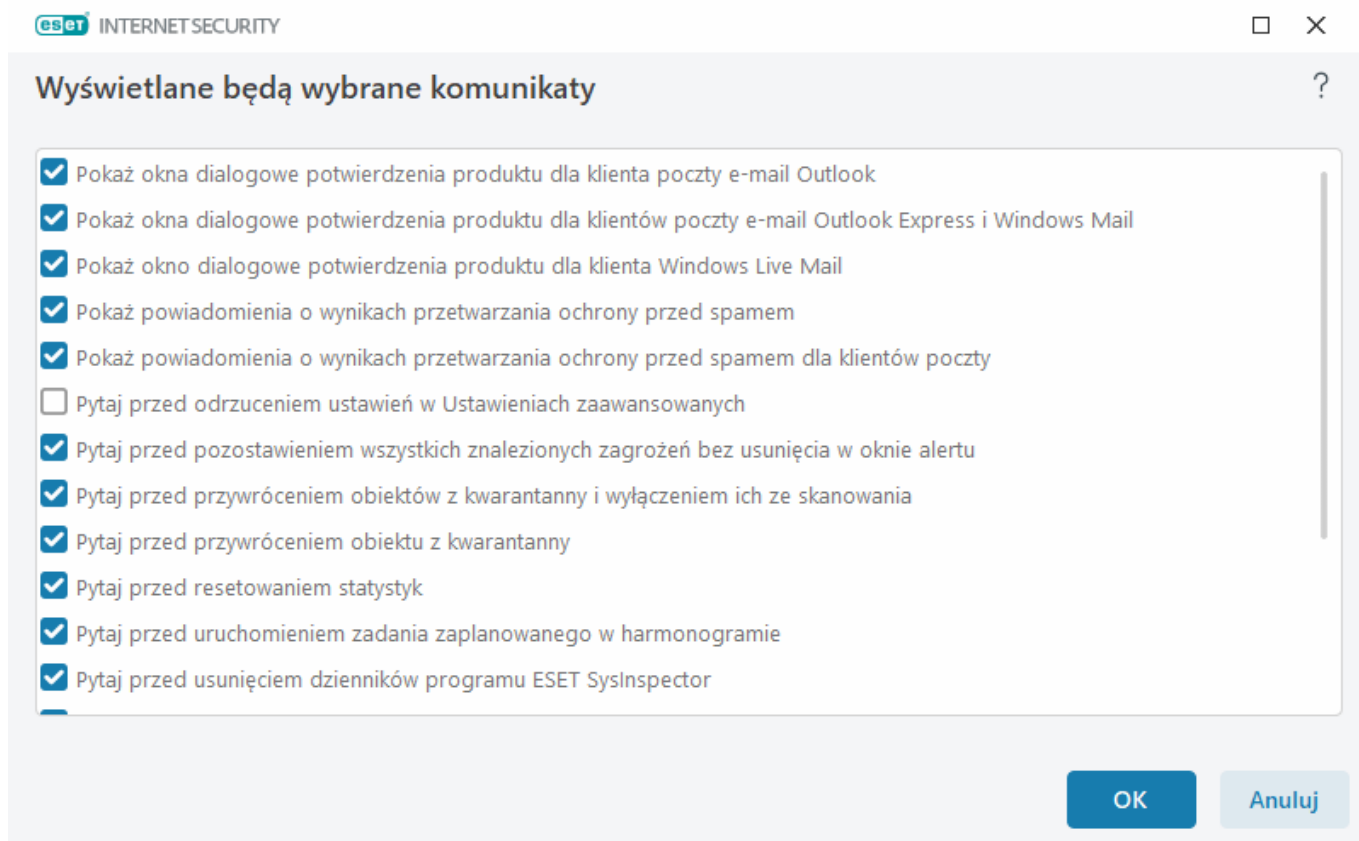 eset INTERNET SECURITY
Wyświetlane będą wybrane komunikaty
?
Pokaż okna dialogowe potwierdzenia produktu dla klienta poczty e-mail Outlook
Pokaż okna dialogowe potwierdzenia produktu dla klientów poczty e-mail Outlook Express i Windows Mail
Pokaż okno dialogowe potwierdzenia produktu dla klienta Windows Live Mail
Pokaż powiadomienia o wynikach przetwarzania ochrony przed spamem
Pokaż powiadomienia o wynikach przetwarzania ochrony przed spamem dla klientów poczty
Pytaj przed odrzuceniem ustawień w Ustawieniach zaawansowanych
Pytaj przed pozostawieniem wszystkich znalezionych zagrożeń bez usunięcia w oknie alertu
Pytaj przed przywróceniem obiektów z kwarantanny i wyłączeniem ich ze skanowania
Pytaj przed przywróceniem obiektu z kwarantanny
Pytaj przed resetowaniem statystyk
Pytaj przed uruchomieniem zadania zaplanowanego w harmonogramie
Pytaj przed usunięciem dzienników programu ESET SysInspector
OK
Anuluj